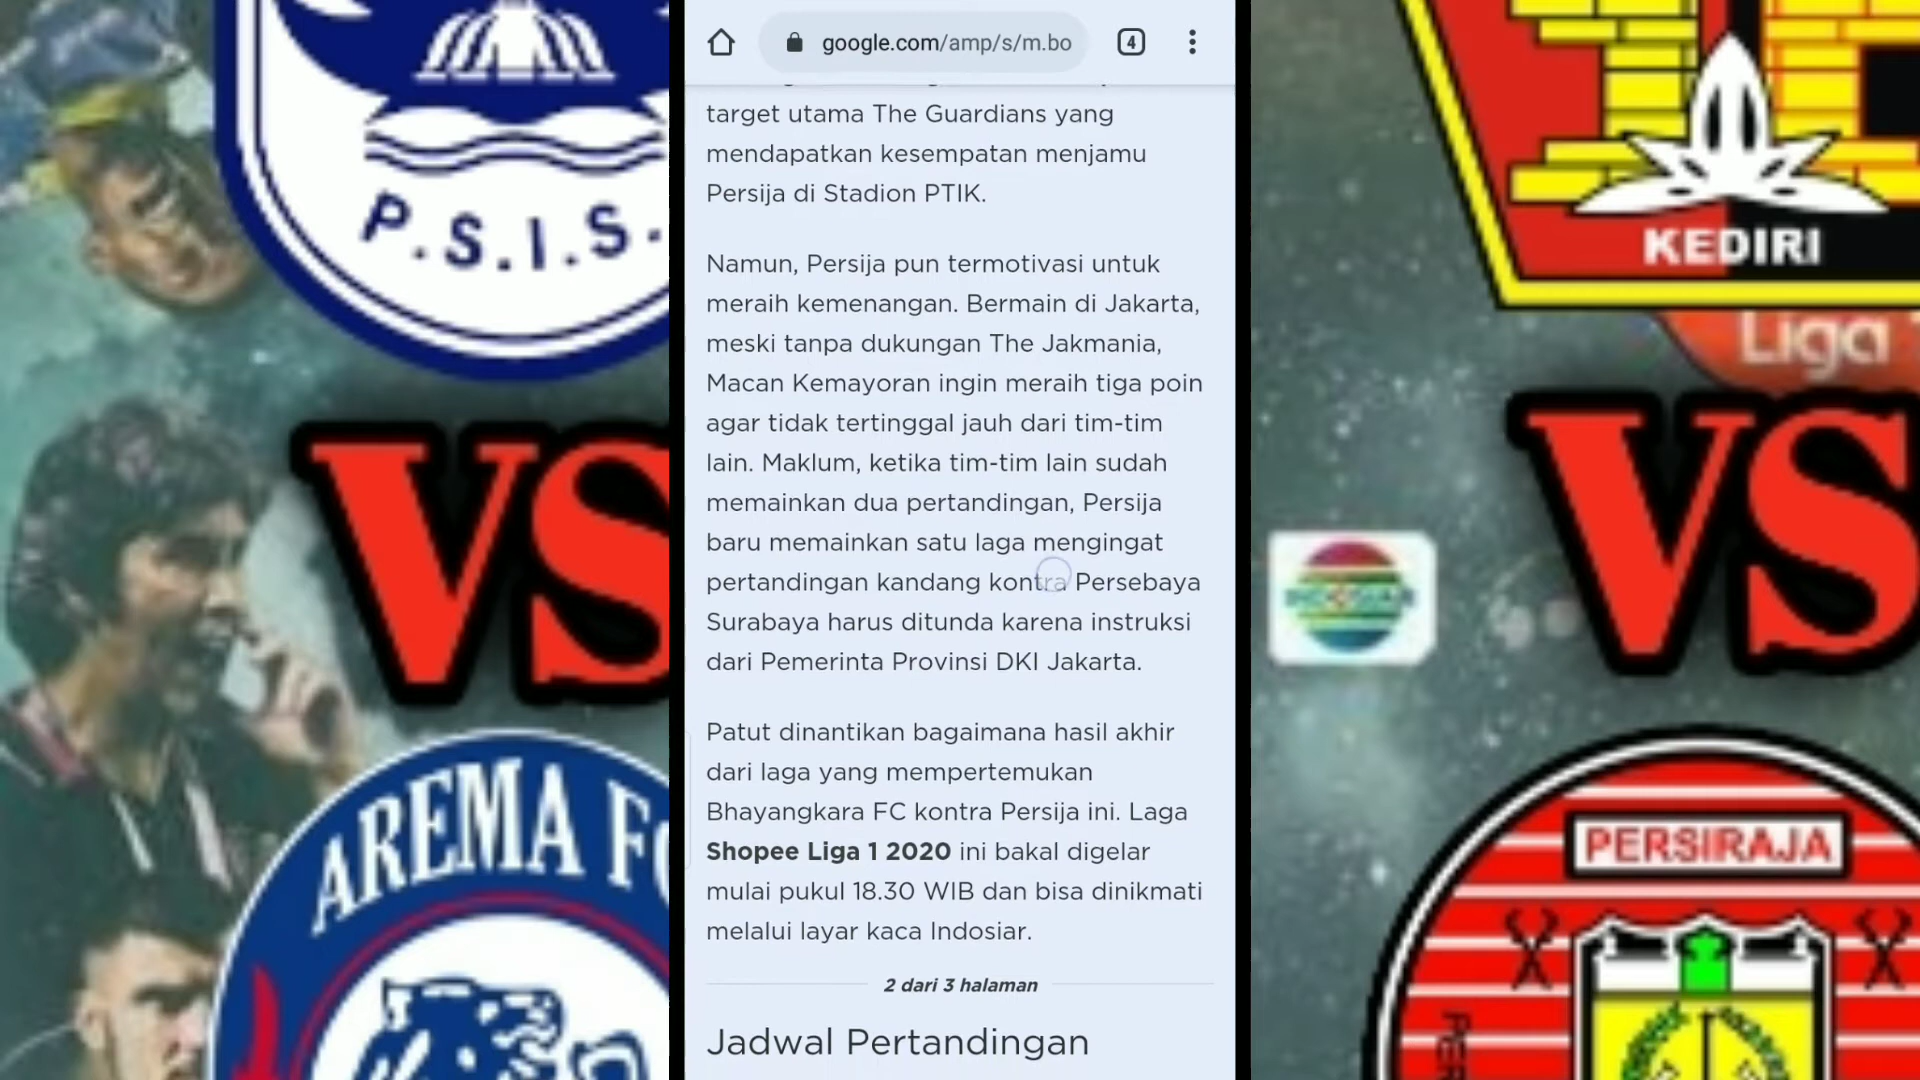 google.com/amp/s/m.bo
4
target utama The Guardians yang
mendapatkan kesempatan menjamu
Persija di Stadion PTIK.
Namun, Persija pun termotivasi untuk
meraih kemenangan. Bermain di Jakarta,
meski tanpa dukungan The Jakmania,
Macan Kemayoran ingin meraih tiga poin
agar tidak tertinggal jauh dari tim-tim
lain. Maklum, ketika tim-tim lain sudah
memainkan dua pertandingan, Persija
baru memainkan satu laga mengingat
pertandingan kandang kontra Persebaya
Surabaya harus ditunda karena instruksi
dari Pemerinta Provinsi DKI Jakarta.
Patut dinantikan bagaimana hasil akhir
dari laga yang mempertemukan
Bhayangkara FC kontra Persija ini. Laga
Shopee Liga 1 2020 ini bakal digelar
mulai pukul 18.30 WIB dan bisa dinikmati
melalui layar kaca Indosiar.
2 dari 3 halaman
Jadwal Pertandingan
P.S.I.S.
VS
AREMA FC
KEDIRI
Liga 1
VS
INDOSIAR
PERSIRAJA
PER